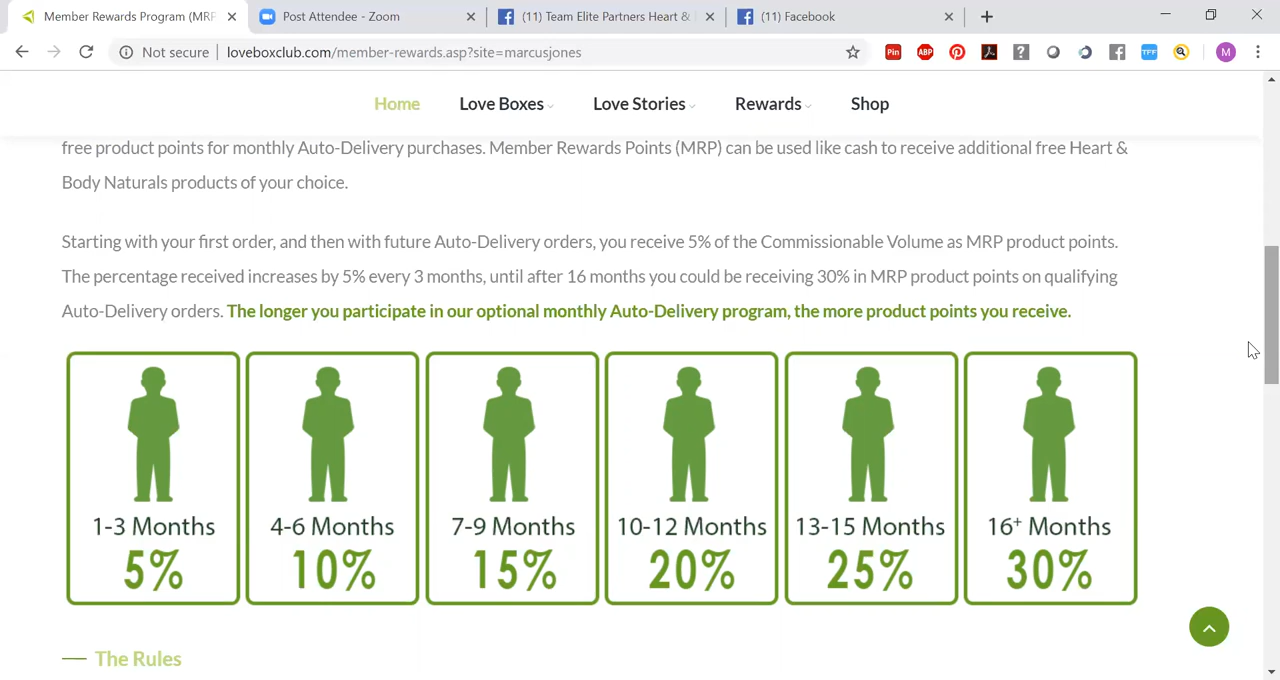 Member Rewards Program (MRP
Post Attendee - Zoom
(11) Team Elite Partners Heart &
(11) Facebook
Not secure
loveboxclub.com/member-rewards.asp?site=marcusjones
Pin
ABP
?
TFF
M
Home
Love Boxes
Love Stories
Rewards
Shop
free product points for monthly Auto-Delivery purchases. Member Rewards Points (MRP) can be used like cash to receive additional free Heart &
Body Naturals products of your choice.
Starting with your first order, and then with future Auto-Delivery orders, you receive 5% of the Commissionable Volume as MRP product points.
The percentage received increases by 5% every 3 months, until after 16 months you could be receiving 30% in MRP product points on qualifying
Auto-Delivery orders. The longer you participate in our optional monthly Auto-Delivery program, the more product points you receive.
1-3 Months
5%
4-6 Months
10%
7-9 Months
15%
10-12 Months
20%
13-15 Months
25%
16+ Months
30%
The Rules